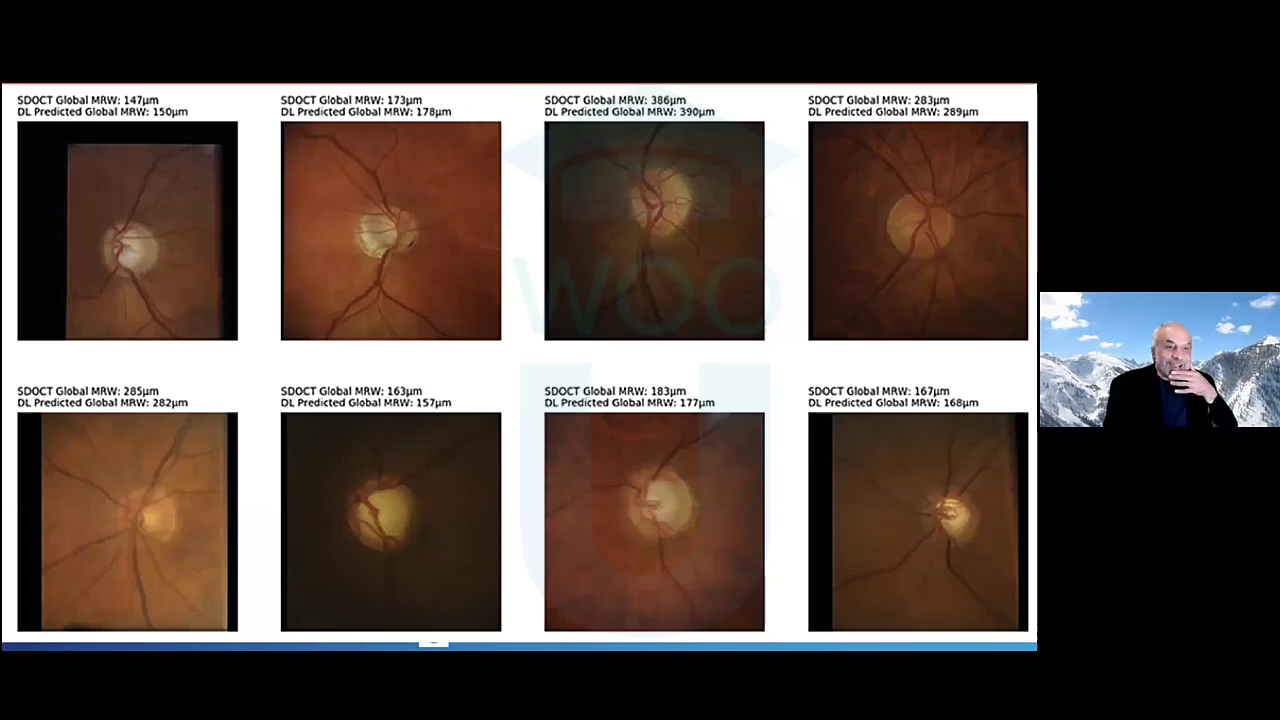 SDOCT Global MRW: 147µm
DL Predicted Global MRW: 150µm
SDOCT Global MRW: 173µm
DL Predicted Global MRW: 178µm
SDOCT Global MRW: 386µm
DL Predicted Global MRW: 390µm
SDOCT Global MRW: 283µm
DL Predicted Global MRW: 289µm
WOO
U
SDOCT Global MRW: 285µm
DL Predicted Global MRW: 282µm
SDOCT Global MRW: 163µm
DL Predicted Global MRW: 157µm
SDOCT Global MRW: 183µm
DL Predicted Global MRW: 177µm
SDOCT Global MRW: 167µm
DL Predicted Global MRW: 168µm